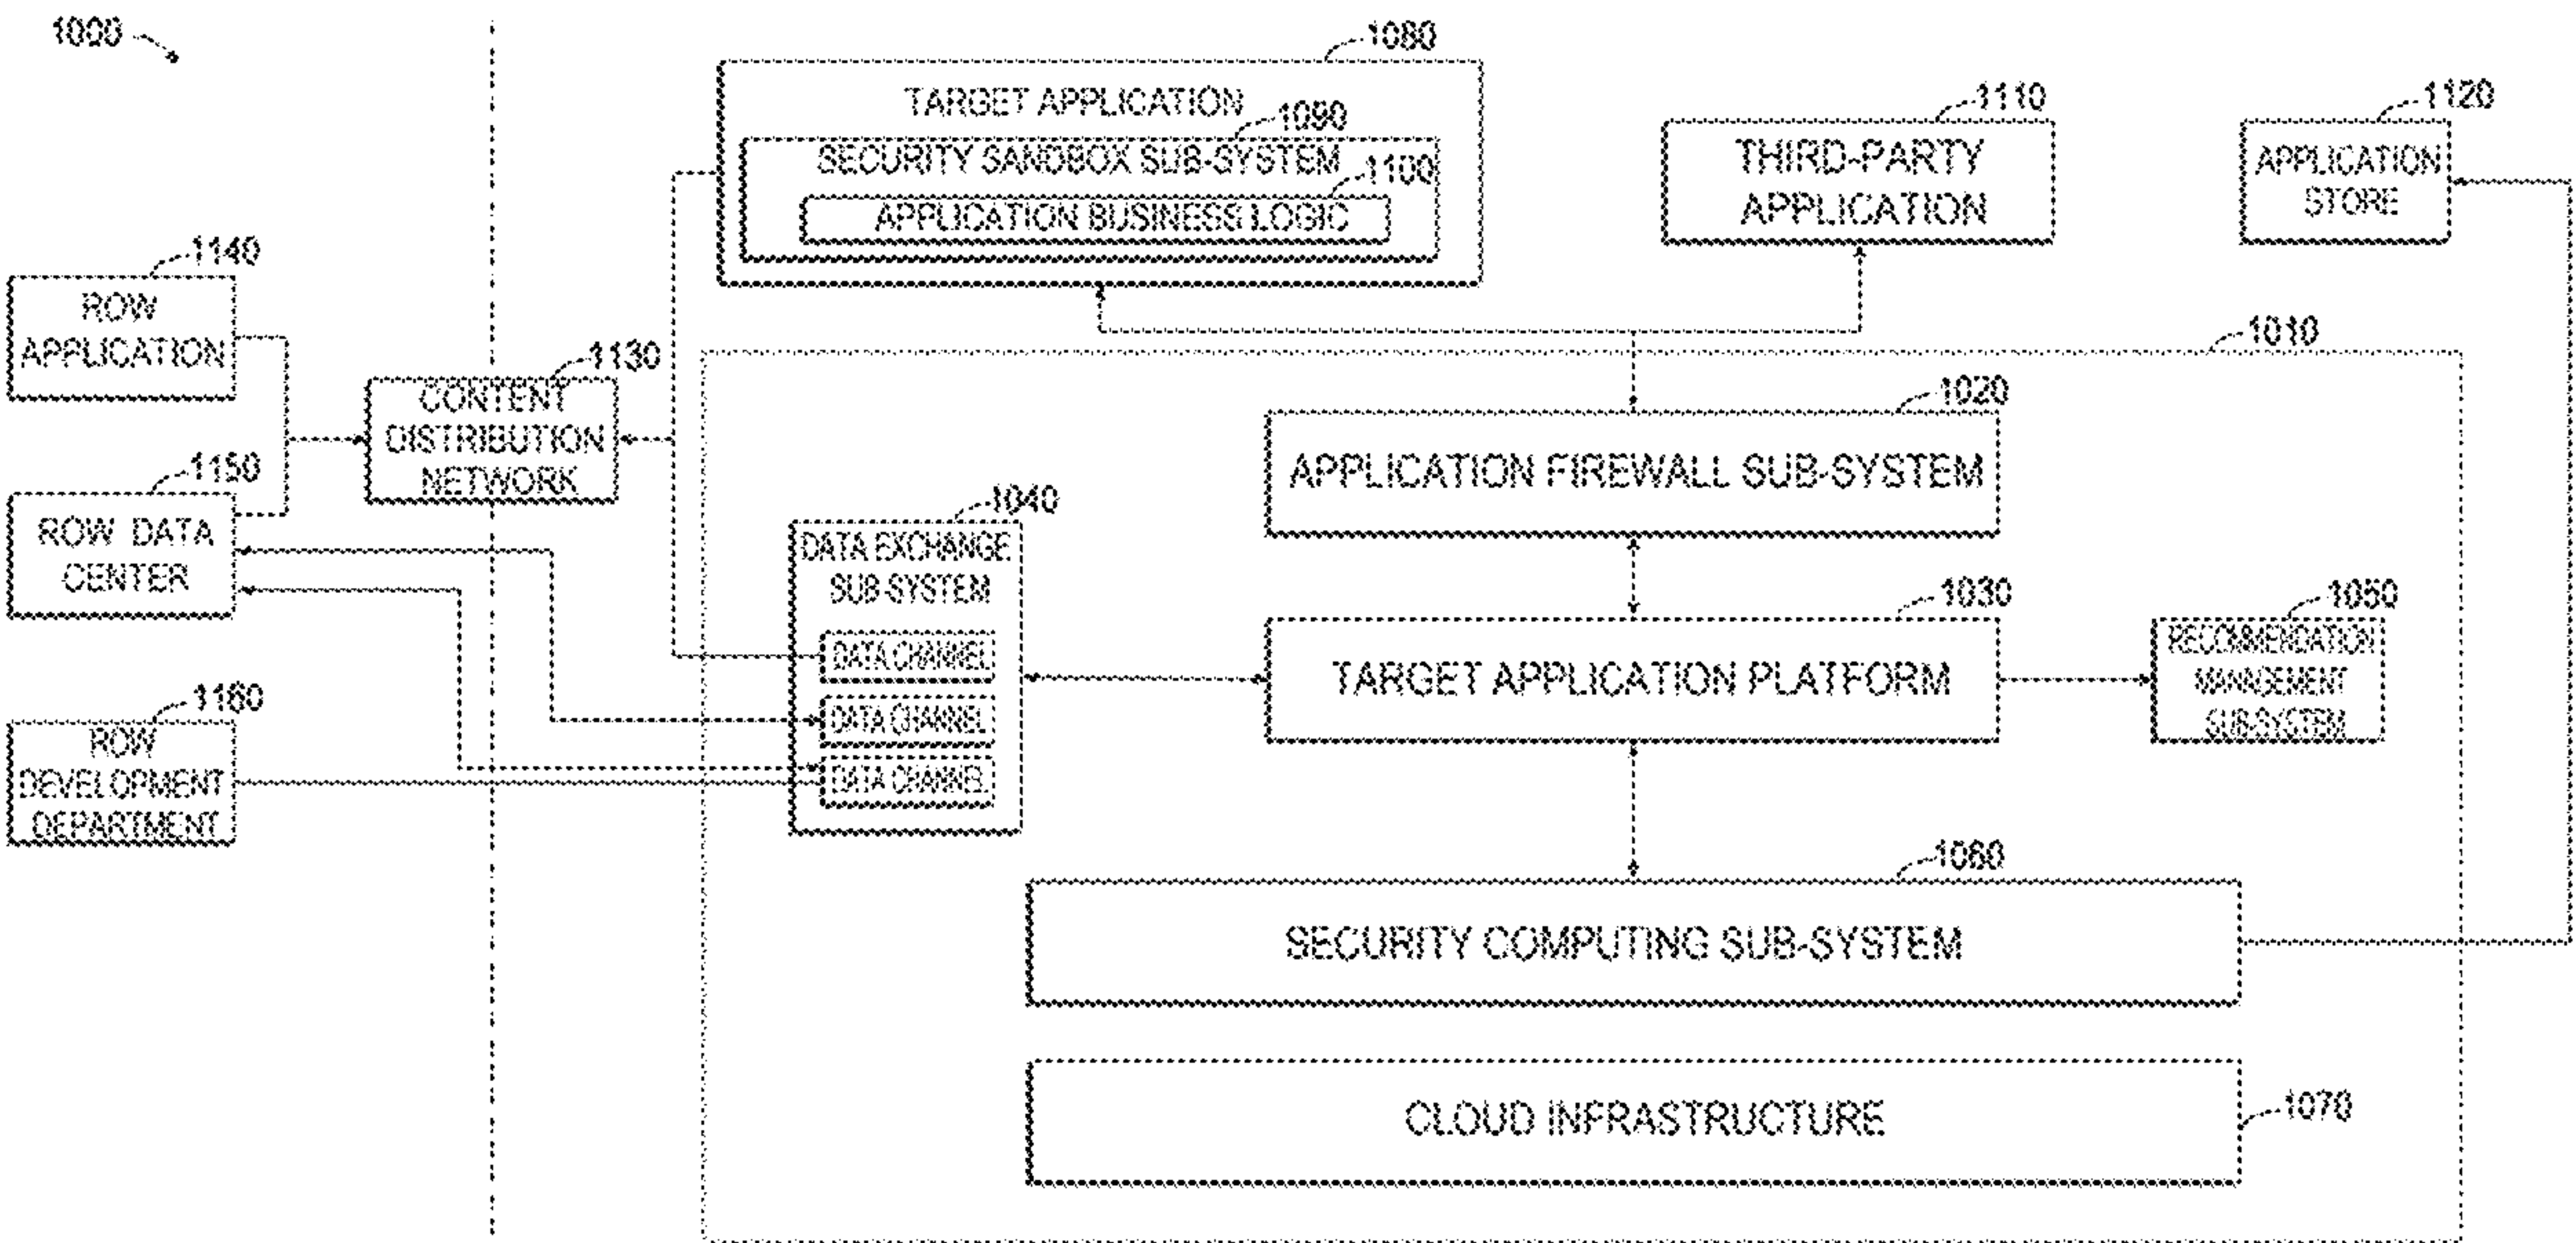 1000
1080
TARGET APPLICATION
1090
SECURITY SANDBOX SUB-SYSTEM
1100
APPLICATION BUSINESS LOGIC
1110
THIRD-PARTY
APPLICATION
1120
APPLICATION
STORE
1140
ROW
APPLICATION
1130
CONTENT
DISTRIBUTION
NETWORK
1010
1020
APPLICATION FIREWALL SUB-SYSTEM
1150
ROW DATA
CENTER
1040
DATA EXCHANGE
SUB-SYSTEM
DATA CHANNEL
DATA CHANNEL
DATA CHANNEL
1030
TARGET APPLICATION PLATFORM
1050
RECOMMENDATION
MANAGEMENT
SUB-SYSTEM
1160
ROW
DEVELOPMENT
DEPARTMENT
1060
SECURITY COMPUTING SUB-SYSTEM
CLOUD INFRASTRUCTURE
1070